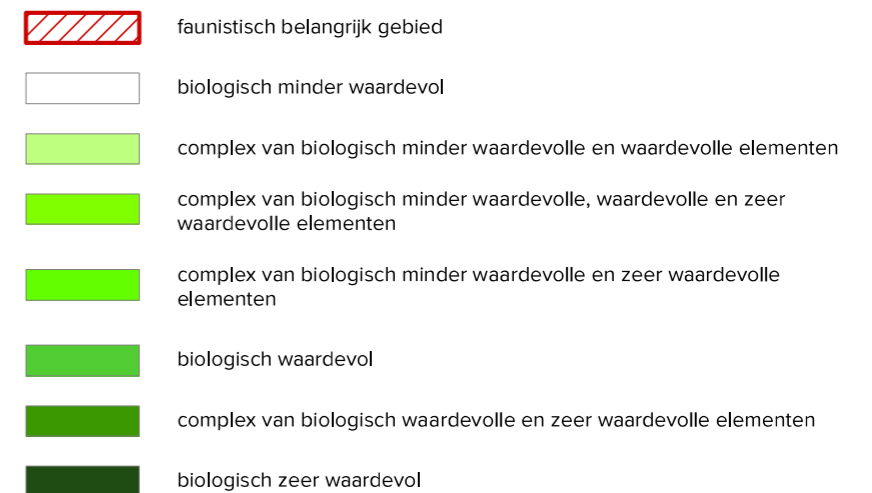 faunistisch belangrijk gebied
biologisch minder waardevol
complex van biologisch minder waardevolle en waardevolle elementen
complex van biologisch minder waardevolle, waardevolle en zeer
waardevolle elementen
complex van biologisch minder waardevolle en zeer waardevolle
elementen
biologisch waardevol
complex van biologisch waardevolle en zeer waardevolle elementen
biologisch zeer waardevol